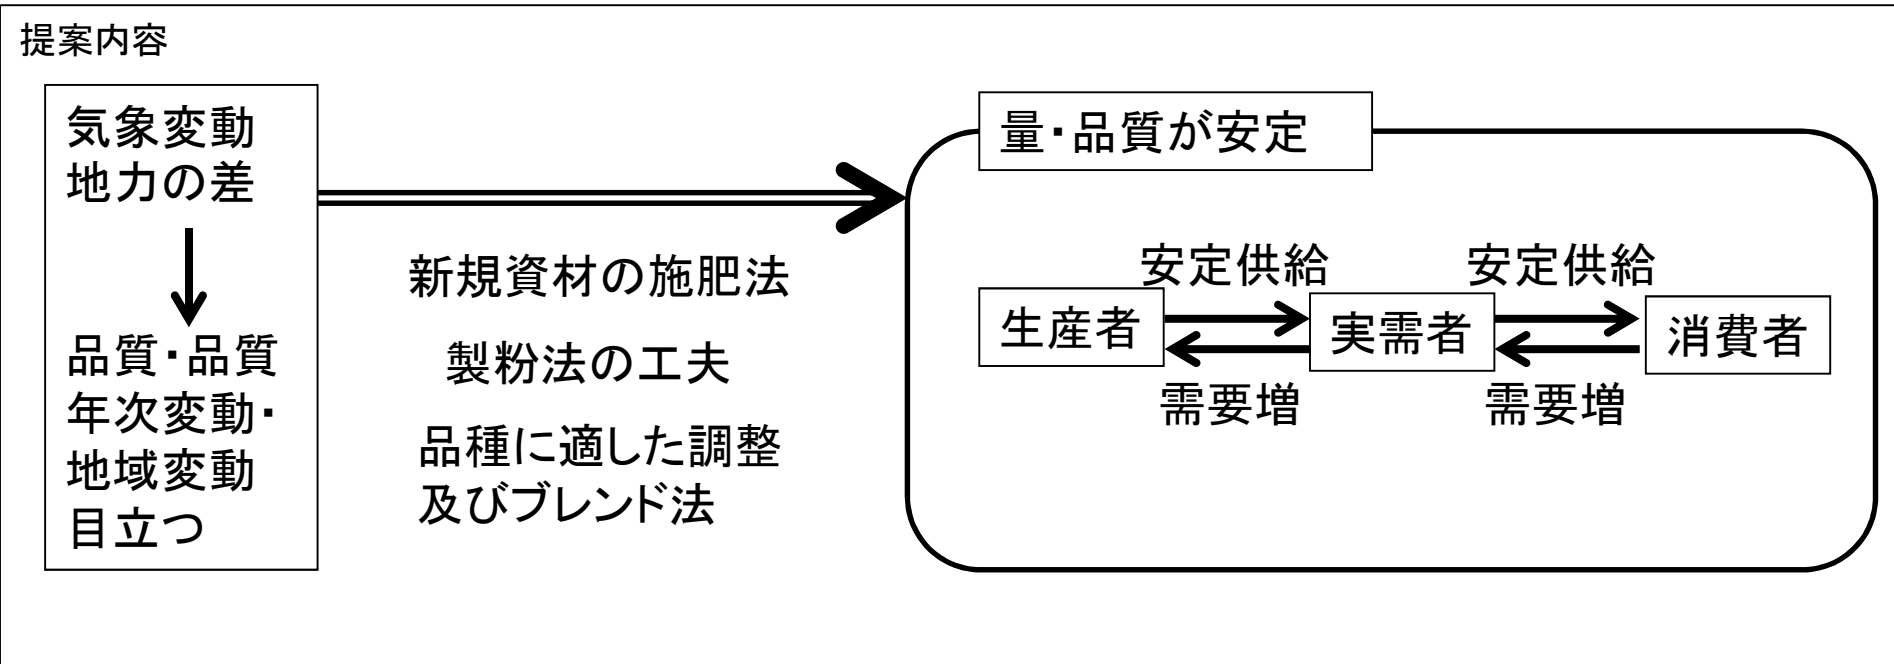 提案内容
気象変動
地力の差
品質・品質
年次変動・
地域変動
目立つ
新規資材の施肥法
製粉法の工夫
品種に適した調整
及びブレンド法
量・品質が安定
安定供給
安定供給
生産者
実需者
消費者
需要増
需要増